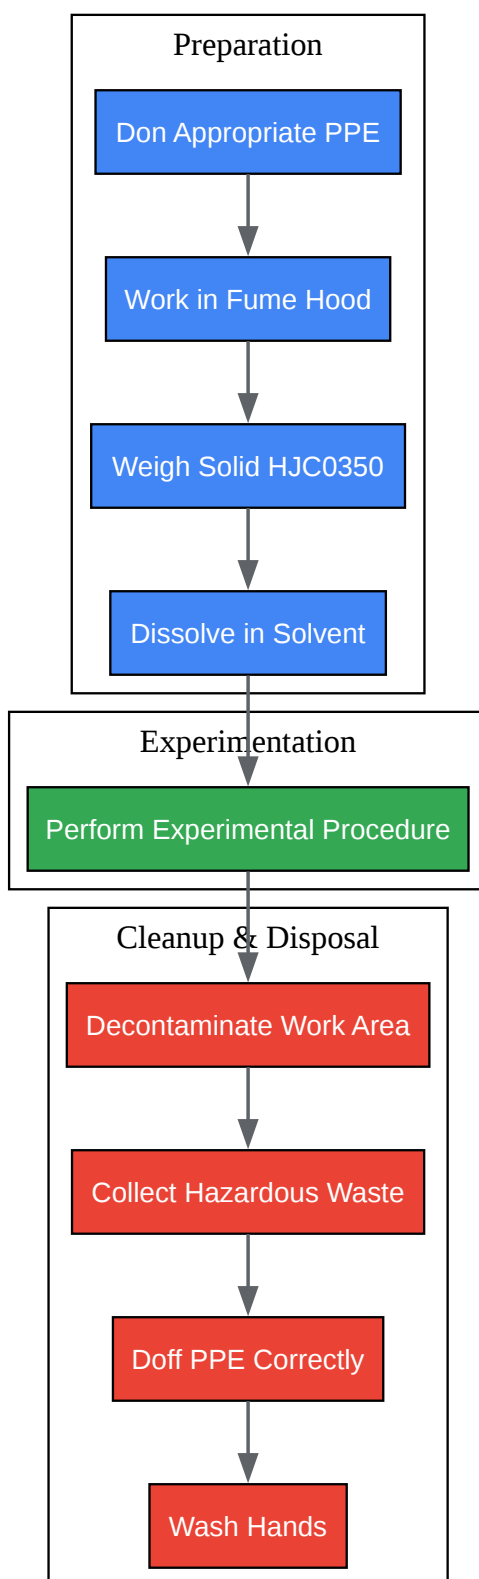 Preparation
Don Appropriate PPE
Work in Fume Hood
Weigh Solid HJC0350
Dissolve in Solvent
Experimentation
Perform Experimental Procedure
Cleanup & Disposal
Decontaminate Work Area
Collect Hazardous Waste
Doff PPE Correctly
Wash Hands